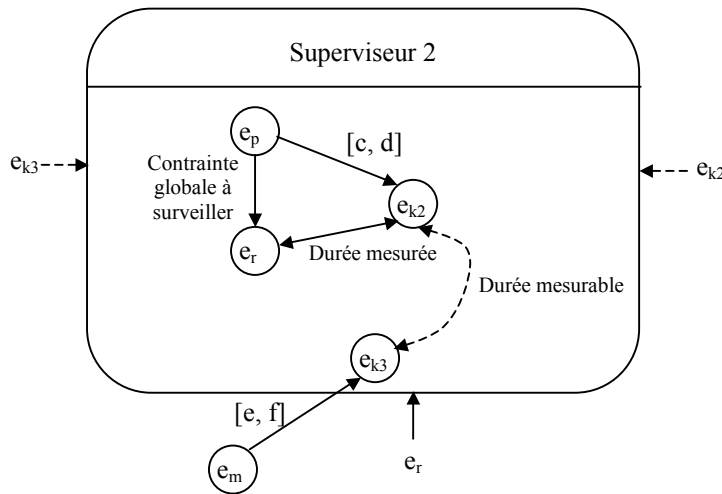 Superviseur 2
e_p
[c, d]
e_k3
Contrainte
globale à
surveiller
e_k2
e_k2
e_r
Durée mesurée
Durée mesurable
e_k3
[e, f]
e_m
e_r